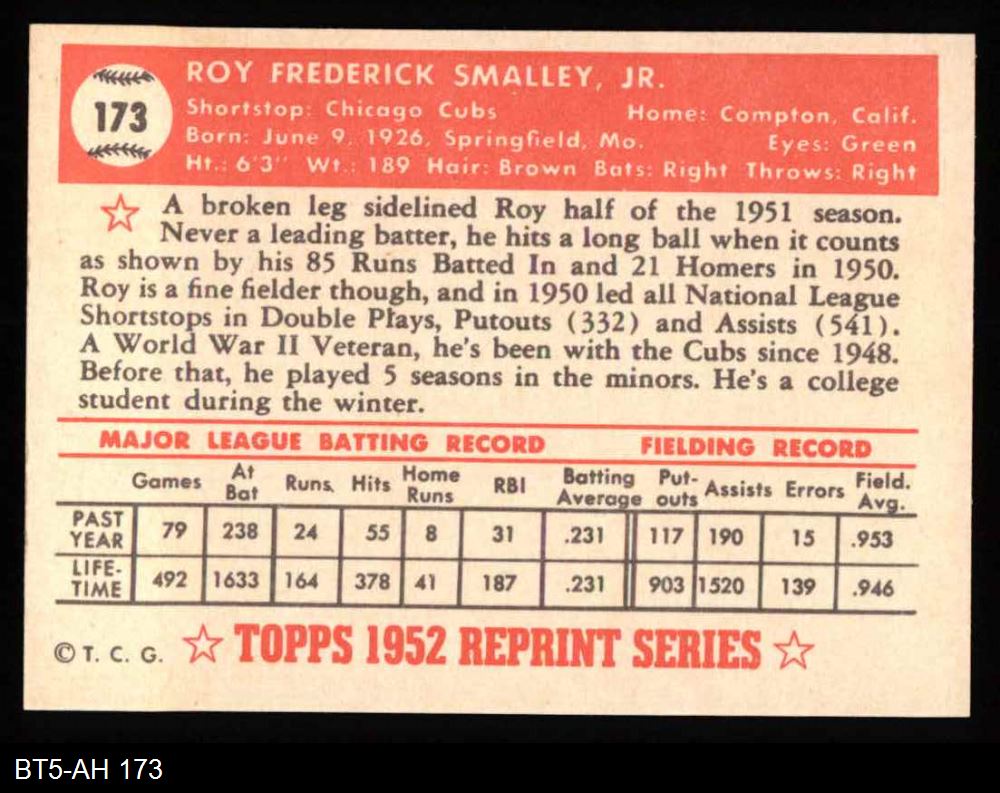 173
ROY FREDERICK SMALLEY, JR.
Shortstop: Chicago Cubs Home: Compton, Calif.
Born: June 9, 1926, Springfield, Mo. Eyes: Green
Ht.: 6'3" Wt.: 189 Hair: Brown Bats: Right Throws: Right
☆ A broken leg sidelined Roy half of the 1951 season.
Never a leading batter, he hits a long ball when it counts
as shown by his 85 Runs Batted In and 21 Homers in 1950.
Roy is a fine fielder though, and in 1950 led all National League
Shortstops in Double Plays, Putouts (332) and Assists (541).
A World War II Veteran, he's been with the Cubs since 1948.
Before that, he played 5 seasons in the minors. He's a college
student during the winter.
MAJOR LEAGUE BATTING RECORD FIELDING RECORD
Games At Bat Runs Hits Home Runs RBI Batting Average Put-outs Assists Errors Field. Avg.
PAST YEAR 79 238 24 55 8 31 .231 117 190 15 .953
LIFE-TIME 492 1633 164 378 41 187 .231 903 1520 139 .946
© T. C. G. ☆ TOPPS 1952 REPRINT SERIES ☆
BT5-AH 173